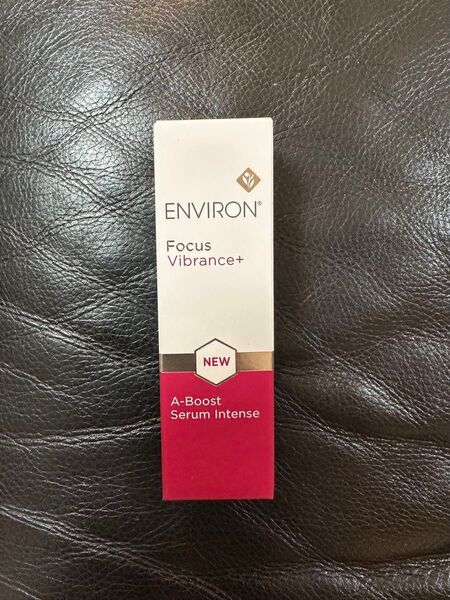 ENVIRON®
Focus
Vibrance+
NEW
A-Boost
Serum Intense